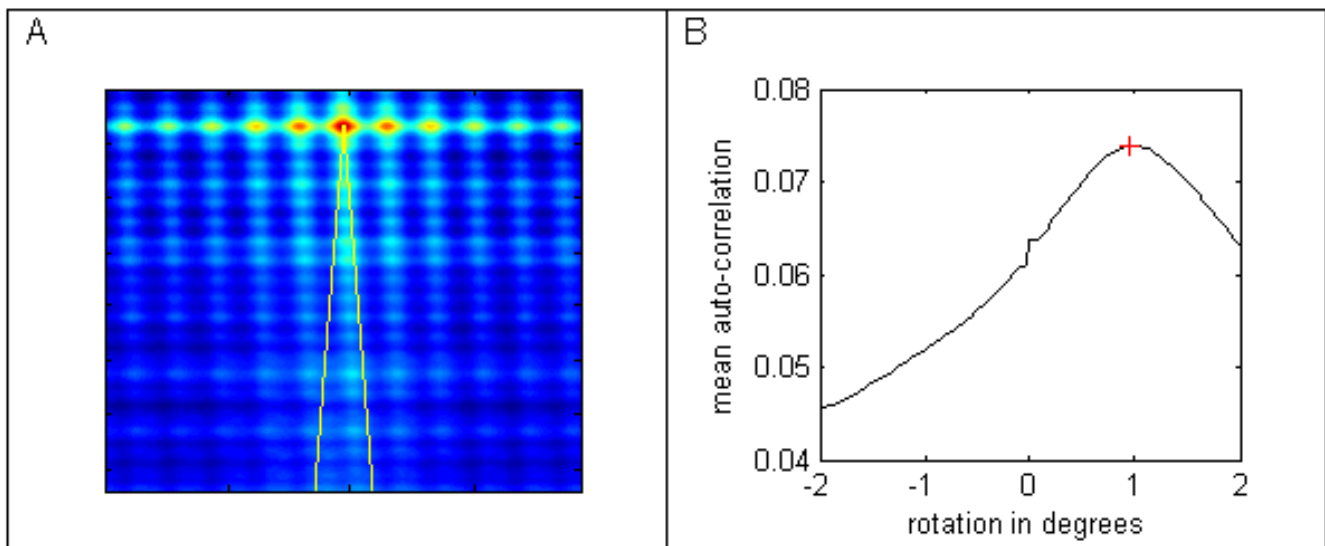 A
B
0.08
0.07
0.06
0.05
0.04
mean auto-correlation
-2 -1 0 1 2
rotation in degrees